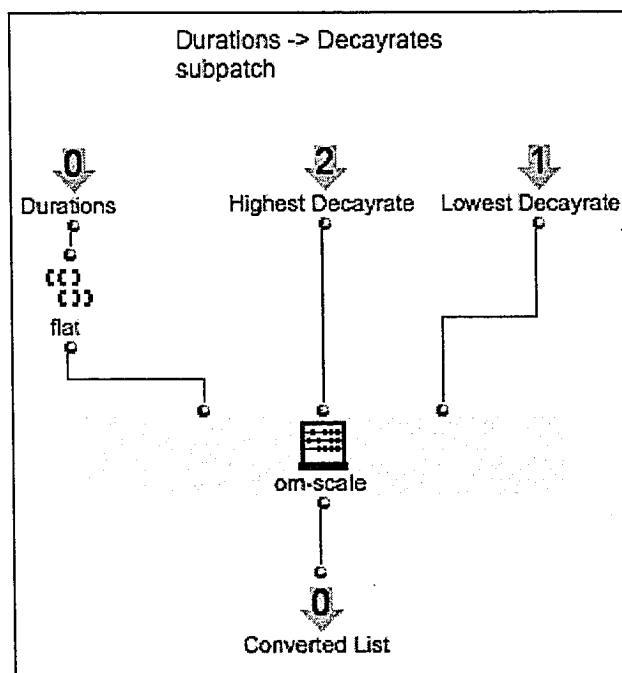 Durations -> Decayrates
subpatch
0
2
1
Durations
Highest Decayrate
Lowest Decayrate
flat
om-scale
0
Converted List